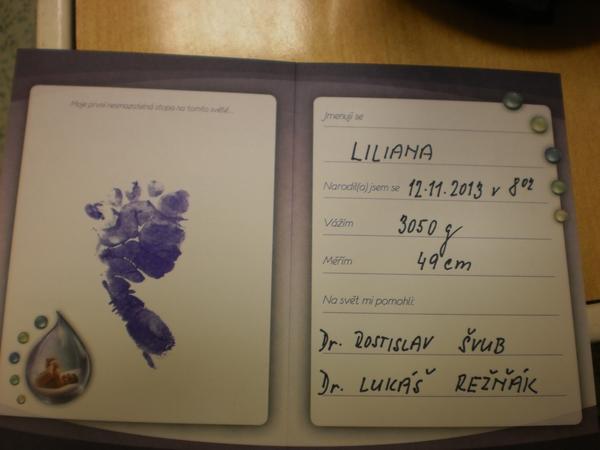 Moje první nesmazatelná stopa na tomto světě...
Jmenuji se
LILIANA
Narodil(a) jsem se 12.11.2013 v 8⁰²
Vážím 3050 g
Měřím 49 cm
Na svět mi pomohli:
Dr. ROSTISLAV ŠVUB
Dr. LUKÁŠ REŽŇÁK